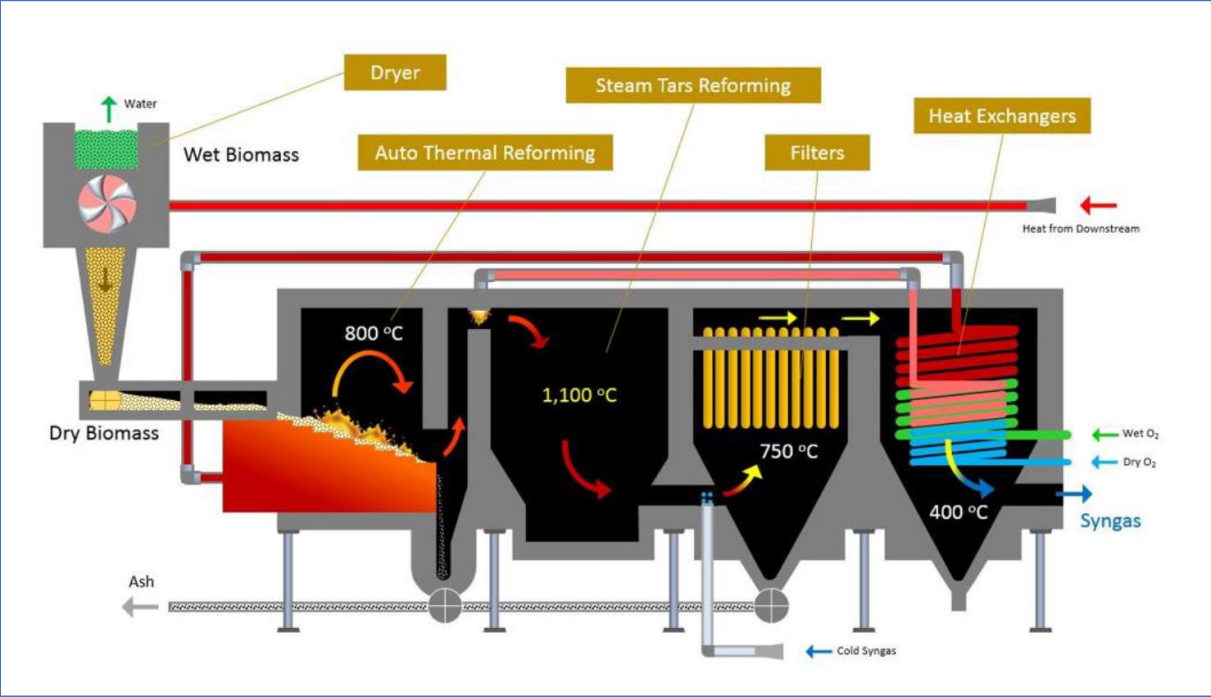 Dryer
Steam Tars Reforming
Heat Exchangers
Water
Wet Biomass
Auto Thermal Reforming
Filters
Heat from Downstream
800 °C
1,100 °C
Dry Biomass
750 °C
Wet O₂
Dry O₂
400 °C
Syngas
Ash
Cold Syngas